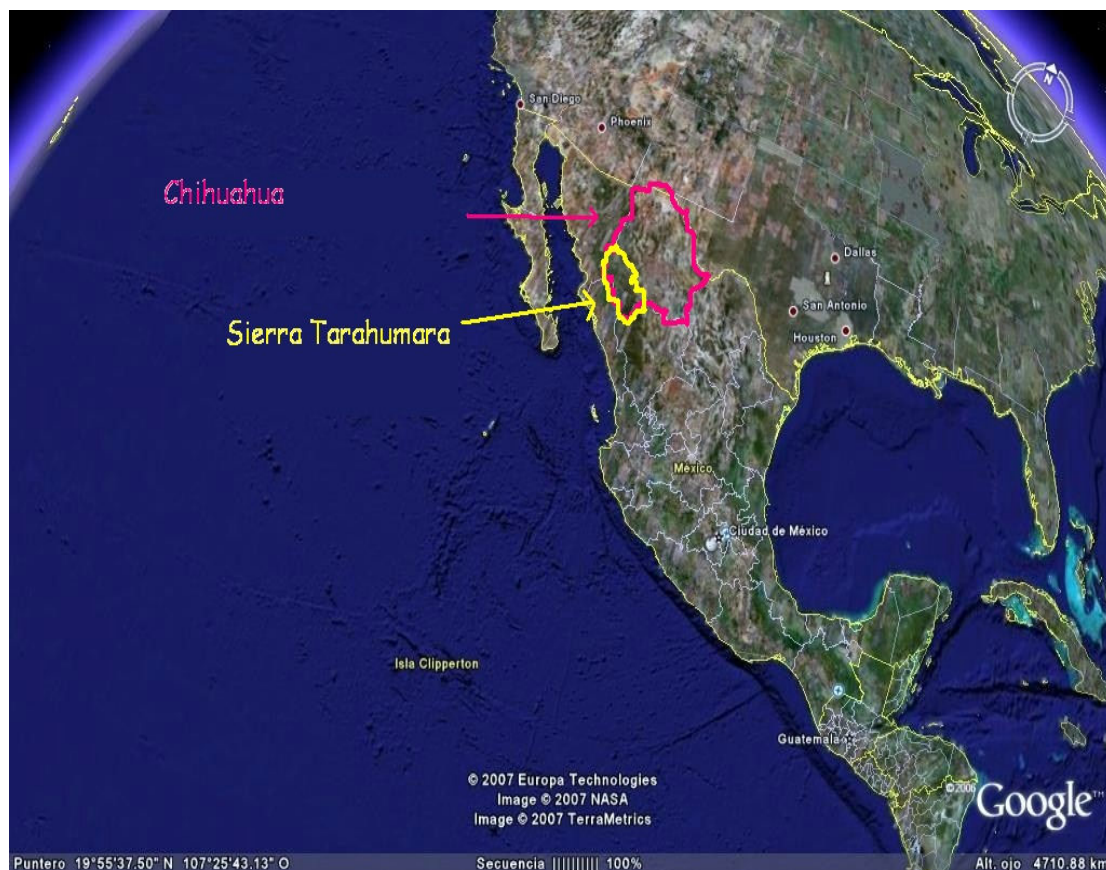 San Diego
Phoenix
N
Chihuahua
Dallas
Sierra Tarahumara
San Antonio
Houston
México
Ciudad de México
Isla Clipperton
Guatemala
© 2007 Europa Technologies
Image © 2007 NASA
Image © 2007 TerraMetrics
©2006
Google™
Puntero 19°55'37.50" N 107°25'43.13" O
Secuencia |||||||||| 100%
Alt. ojo 4710.88 km